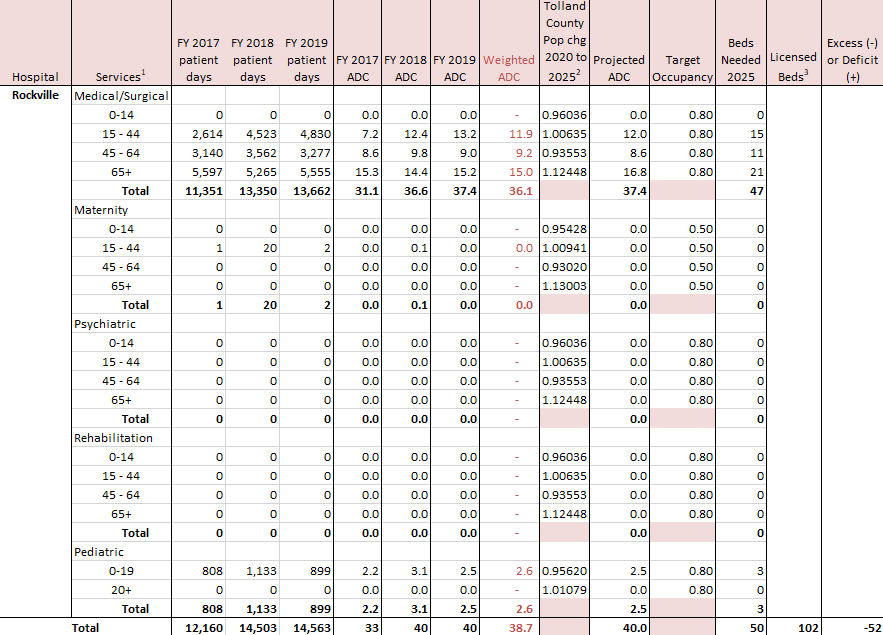 Hospital Services1 FY 2017 patient days FY 2018 patient days FY 2019 patient days FY 2017 ADC FY 2018 ADC FY 2019 ADC Weighted ADC Tolland County Pop chg 2020 to 20252 Projected ADC Target Occupancy Beds Needed 2025 Licensed Beds3 Excess (-) or Deficit (+)
Rockville Medical/Surgical
0-14 0 0 0 0.0 0.0 0.0 - 0.96036 0.0 0.80 0
15 - 44 2,614 4,523 4,830 7.2 12.4 13.2 11.9 1.00635 12.0 0.80 15
45 - 64 3,140 3,562 3,277 8.6 9.8 9.0 9.2 0.93553 8.6 0.80 11
65+ 5,597 5,265 5,555 15.3 14.4 15.2 15.0 1.12448 16.8 0.80 21
Total 11,351 13,350 13,662 31.1 36.6 37.4 36.1 37.4 47
Maternity
0-14 0 0 0 0.0 0.0 0.0 - 0.95428 0.0 0.50 0
15 - 44 1 20 2 0.0 0.1 0.0 0.0 1.00941 0.0 0.50 0
45 - 64 0 0 0 0.0 0.0 0.0 - 0.93020 0.0 0.50 0
65+ 0 0 0 0.0 0.0 0.0 - 1.13003 0.0 0.50 0
Total 1 20 2 0.0 0.1 0.0 0.0 0.0 0
Psychiatric
0-14 0 0 0 0.0 0.0 0.0 - 0.96036 0.0 0.80 0
15 - 44 0 0 0 0.0 0.0 0.0 - 1.00635 0.0 0.80 0
45 - 64 0 0 0 0.0 0.0 0.0 - 0.93553 0.0 0.80 0
65+ 0 0 0 0.0 0.0 0.0 - 1.12448 0.0 0.80 0
Total 0 0 0 0.0 0.0 0.0 - 0.0 0
Rehabilitation
0-14 0 0 0 0.0 0.0 0.0 - 0.96036 0.0 0.80 0
15 - 44 0 0 0 0.0 0.0 0.0 - 1.00635 0.0 0.80 0
45 - 64 0 0 0 0.0 0.0 0.0 - 0.93553 0.0 0.80 0
65+ 0 0 0 0.0 0.0 0.0 - 1.12448 0.0 0.80 0
Total 0 0 0 0.0 0.0 0.0 - 0.0 0
Pediatric
0-19 808 1,133 899 2.2 3.1 2.5 2.6 0.95620 2.5 0.80 3
20+ 0 0 0 0.0 0.0 0.0 - 1.01079 0.0 0.80 0
Total 808 1,133 899 2.2 3.1 2.5 2.6 2.5 3
Total 12,160 14,503 14,563 33 40 40 38.7 40.0 50 102 -52